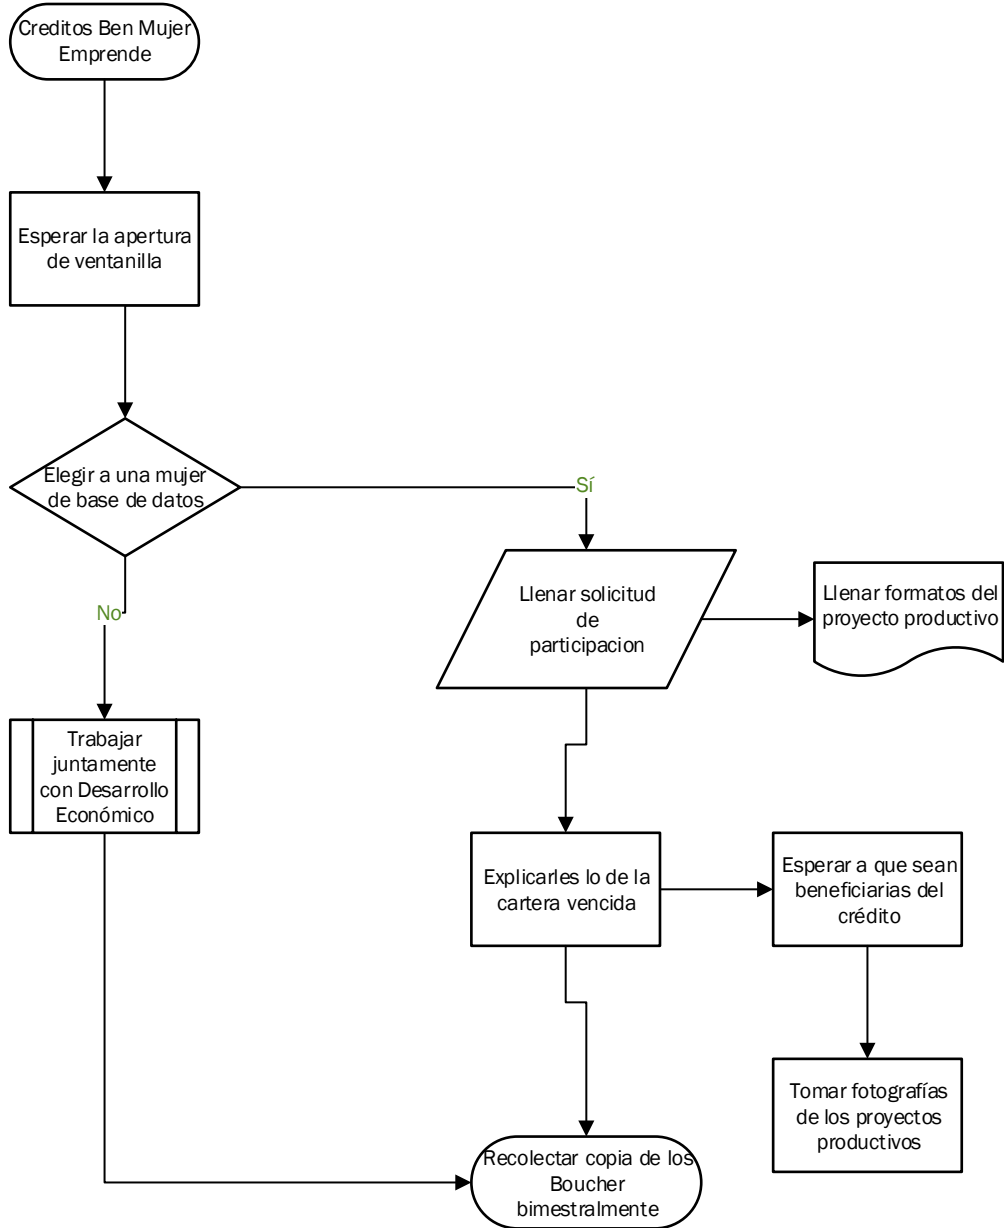 Creditos Ben Mujer
Emprende
Esperar la apertura
de ventanilla
Elegir a una mujer
de base de datos
Sí
No
Llenar solicitud
de
participacion
Llenar formatos del
proyecto productivo
Trabajar
juntamente
con Desarrollo
Económico
Explicarles lo de la
cartera vencida
Esperar a que sean
beneficiarias del
crédito
Tomar fotografías
de los proyectos
productivos
Recolectar copia de los
Boucher
bimestralmente